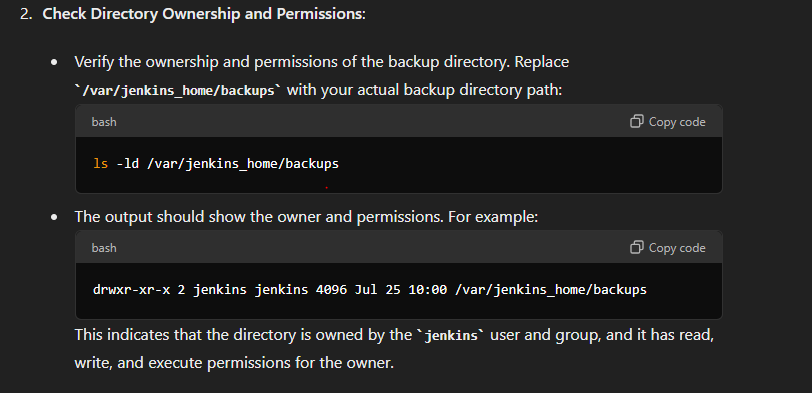 2. Check Directory Ownership and Permissions:
• Verify the ownership and permissions of the backup directory. Replace
`/var/jenkins_home/backups` with your actual backup directory path:
bash Copy code
ls -ld /var/jenkins_home/backups
• The output should show the owner and permissions. For example:
bash Copy code
drwxr-xr-x 2 jenkins jenkins 4096 Jul 25 10:00 /var/jenkins_home/backups
This indicates that the directory is owned by the `jenkins` user and group, and it has read,
write, and execute permissions for the owner.